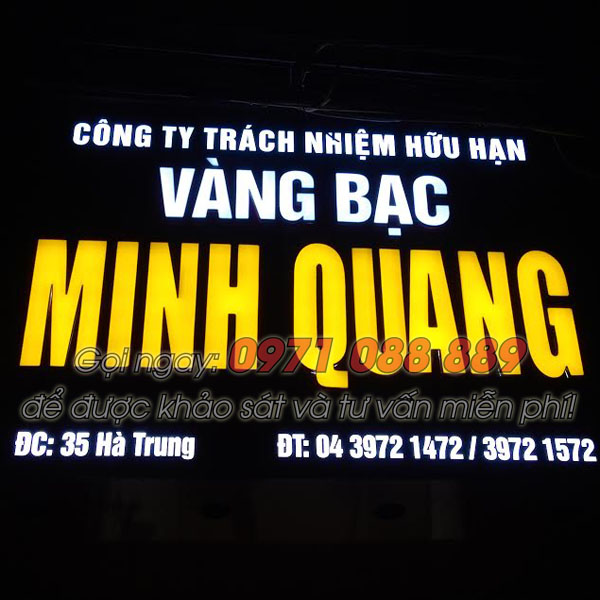 CÔNG TY TRÁCH NHIỆM HỮU HẠN
VÀNG BẠC
MINH QUANG
Gọi ngay: 0971 088 889
để được khảo sát và tư vấn miễn phí!
ĐC: 35 Hà Trung ĐT: 04 3972 1472 / 3972 1572